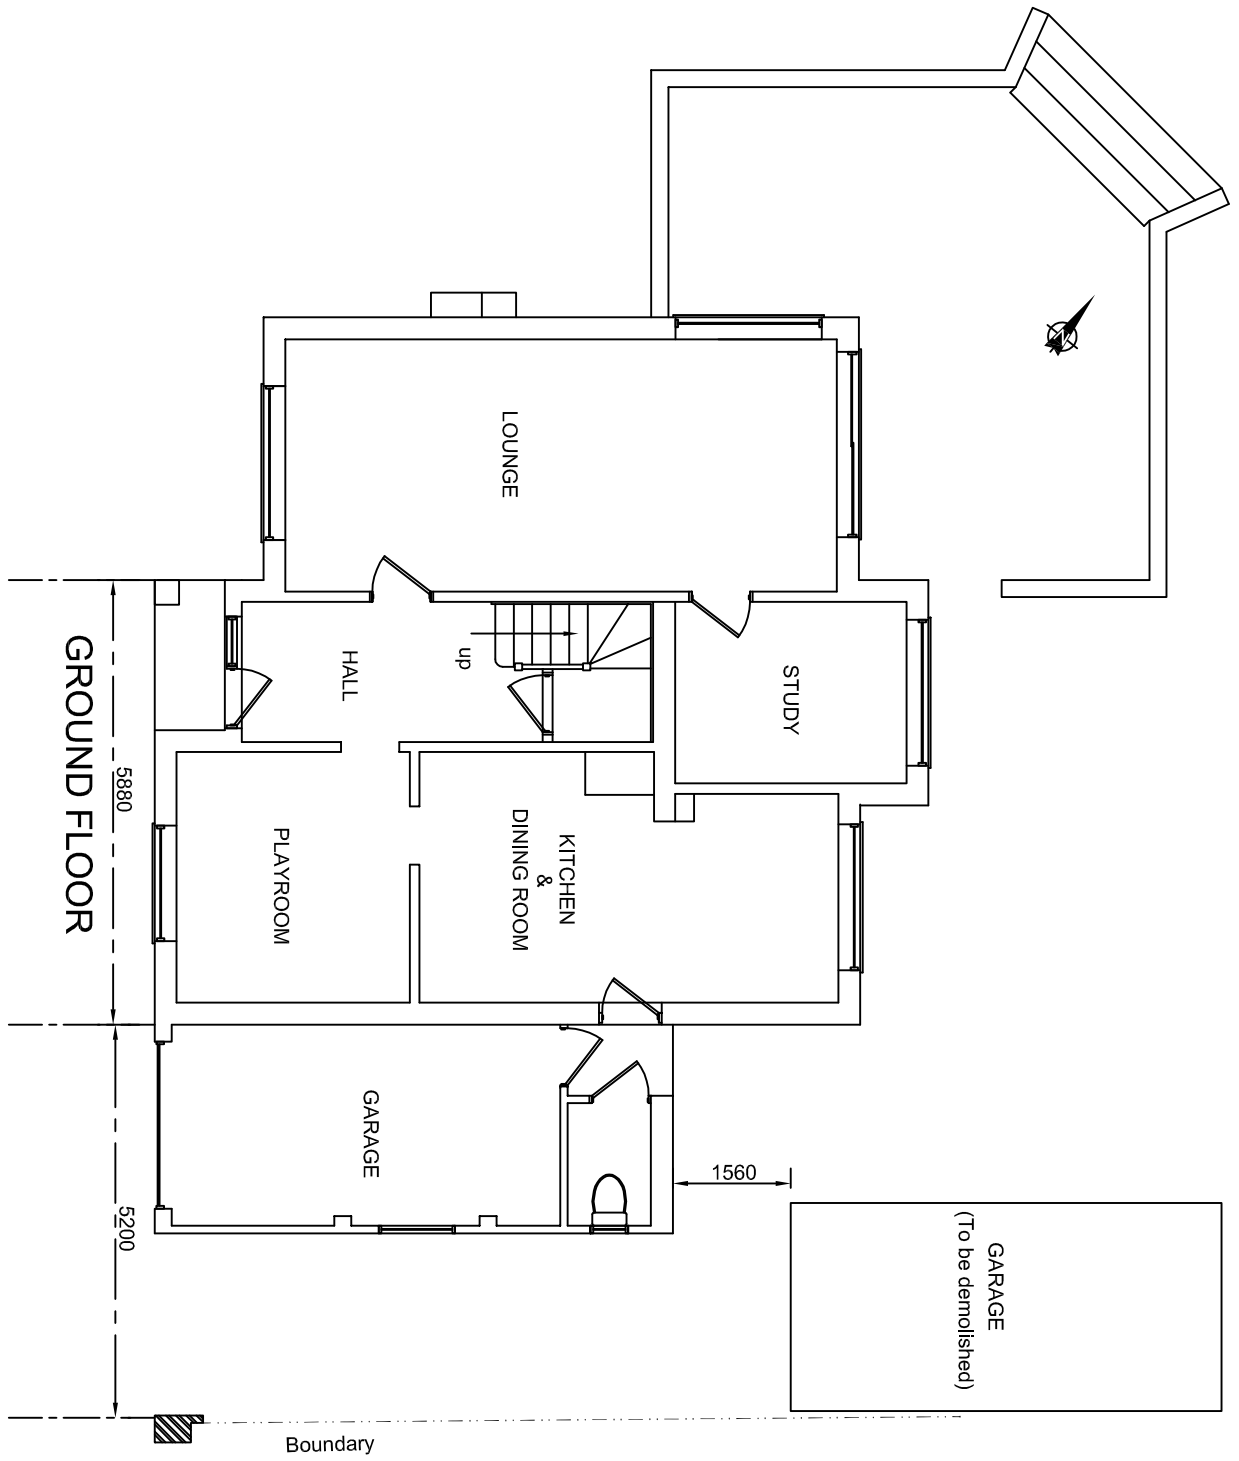 LOUNGE
STUDY
HALL
up
KITCHEN
&
DINING ROOM
PLAYROOM
GROUND FLOOR
5880
GARAGE
5200
1560
GARAGE
(To be demolished)
Boundary